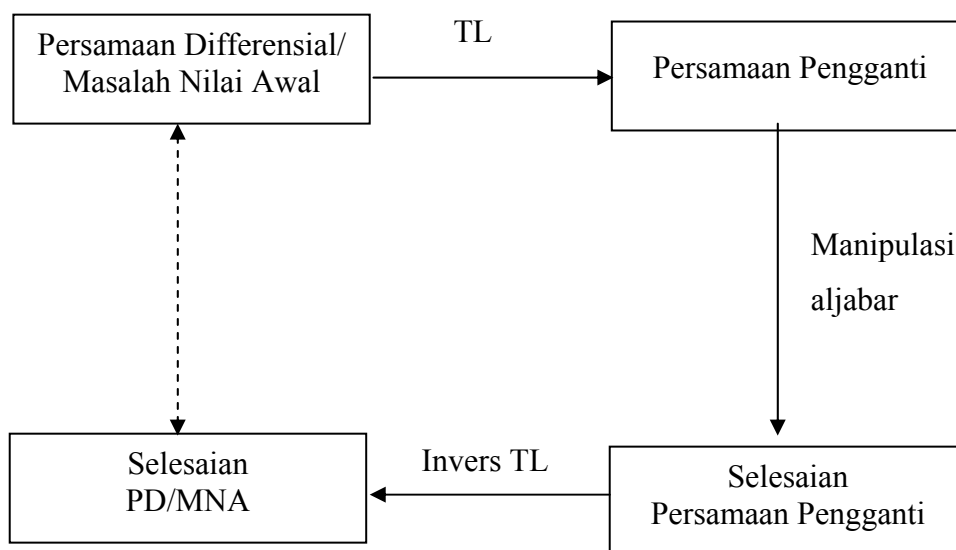 Persamaan Differensial/
Masalah Nilai Awal
TL
Persamaan Pengganti
Manipulasi
aljabar
Selesaian
PD/MNA
Invers TL
Selesaian
Persamaan Pengganti